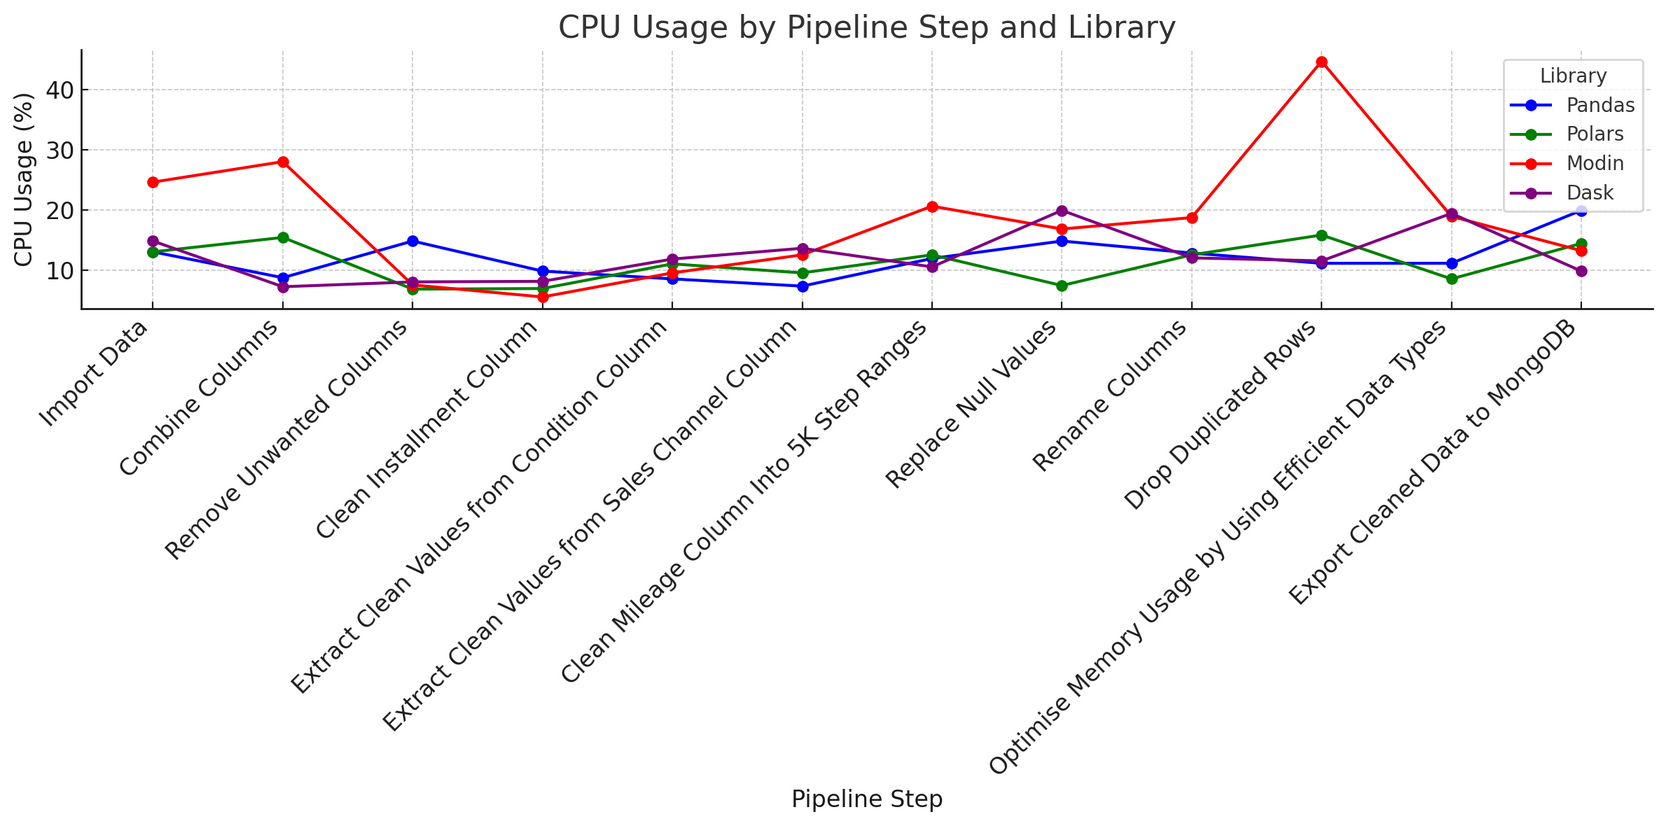 CPU Usage by Pipeline Step and Library
CPU Usage (%)
40
30
20
10
Library
Pandas
Polars
Modin
Dask
Import Data
Combine Columns
Remove Unwanted Columns
Clean Installment Column
Extract Clean Values from Condition Column
Extract Clean Values from Sales Channel Column
Clean Mileage Column Into 5K Step Ranges
Replace Null Values
Rename Columns
Drop Duplicated Rows
Optimise Memory Usage by Using Efficient Data Types
Export Cleaned Data to MongoDB
Pipeline Step